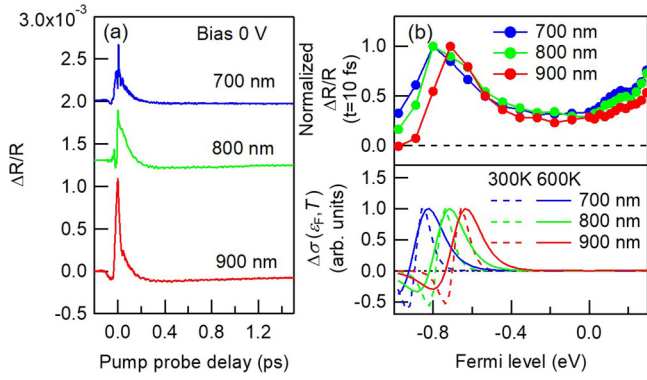 3.0x10⁻³
2.5
2.0
1.5
1.0
0.5
0.0
-0.5
ΔR/R
(a)
Bias 0 V
700 nm
800 nm
900 nm
0.0 0.4 0.8 1.2
Pump probe delay (ps)
(b)
700 nm
800 nm
900 nm
1.0
0.5
0.0
Normalized
ΔR/R
(t=10 fs)
300K 600K
700 nm
800 nm
900 nm
1.5
1.0
0.5
0.0
-0.5
Δσ(εF,T)
(arb. units)
-0.8 -0.4 0.0
Fermi level (eV)